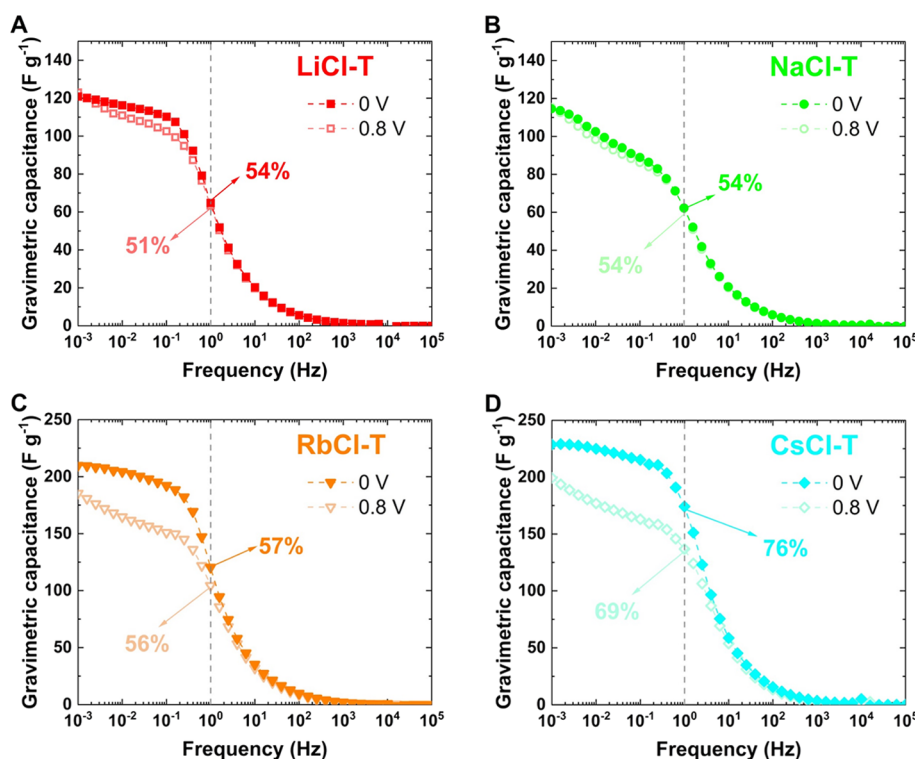 A
Gravimetric capacitance (F g⁻¹)
140
120
100
80
60
40
20
0
LiCl-T
0 V
0.8 V
54%
51%
10⁻³ 10⁻² 10⁻¹ 10⁰ 10¹ 10² 10³ 10⁴ 10⁵
Frequency (Hz)
B
Gravimetric capacitance (F g⁻¹)
140
120
100
80
60
40
20
0
NaCl-T
0 V
0.8 V
54%
54%
10⁻³ 10⁻² 10⁻¹ 10⁰ 10¹ 10² 10³ 10⁴ 10⁵
Frequency (Hz)
C
Gravimetric capacitance (F g⁻¹)
250
200
150
100
50
0
RbCl-T
0 V
0.8 V
57%
56%
10⁻³ 10⁻² 10⁻¹ 10⁰ 10¹ 10² 10³ 10⁴ 10⁵
Frequency (Hz)
D
Gravimetric capacitance (F g⁻¹)
250
200
150
100
50
0
CsCl-T
0 V
0.8 V
76%
69%
10⁻³ 10⁻² 10⁻¹ 10⁰ 10¹ 10² 10³ 10⁴ 10⁵
Frequency (Hz)